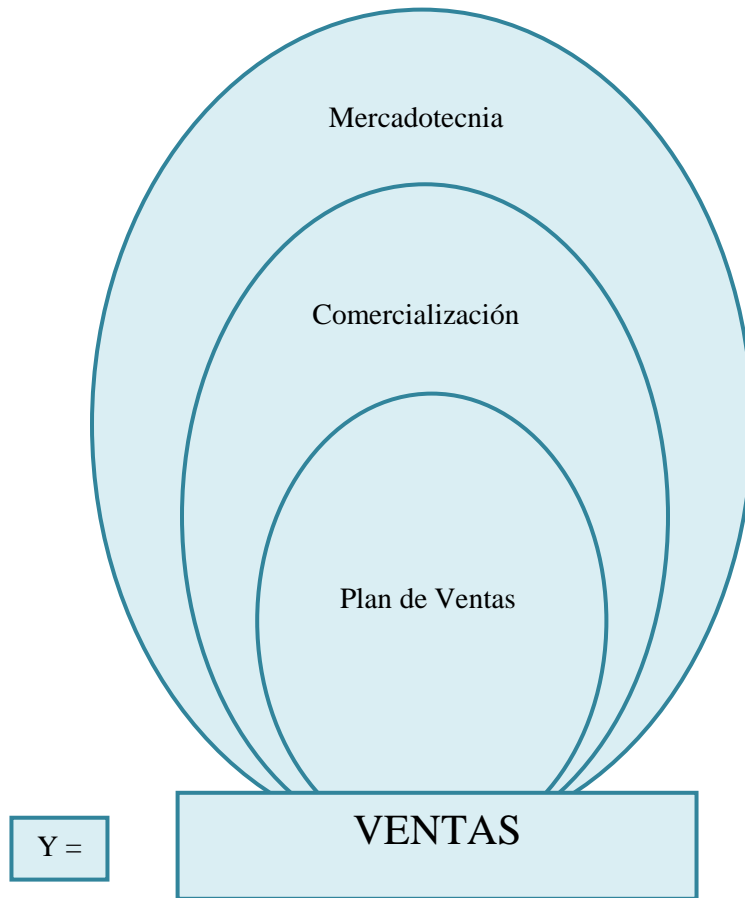 Mercadotecnia
Comercialización
Plan de Ventas
Y =
VENTAS